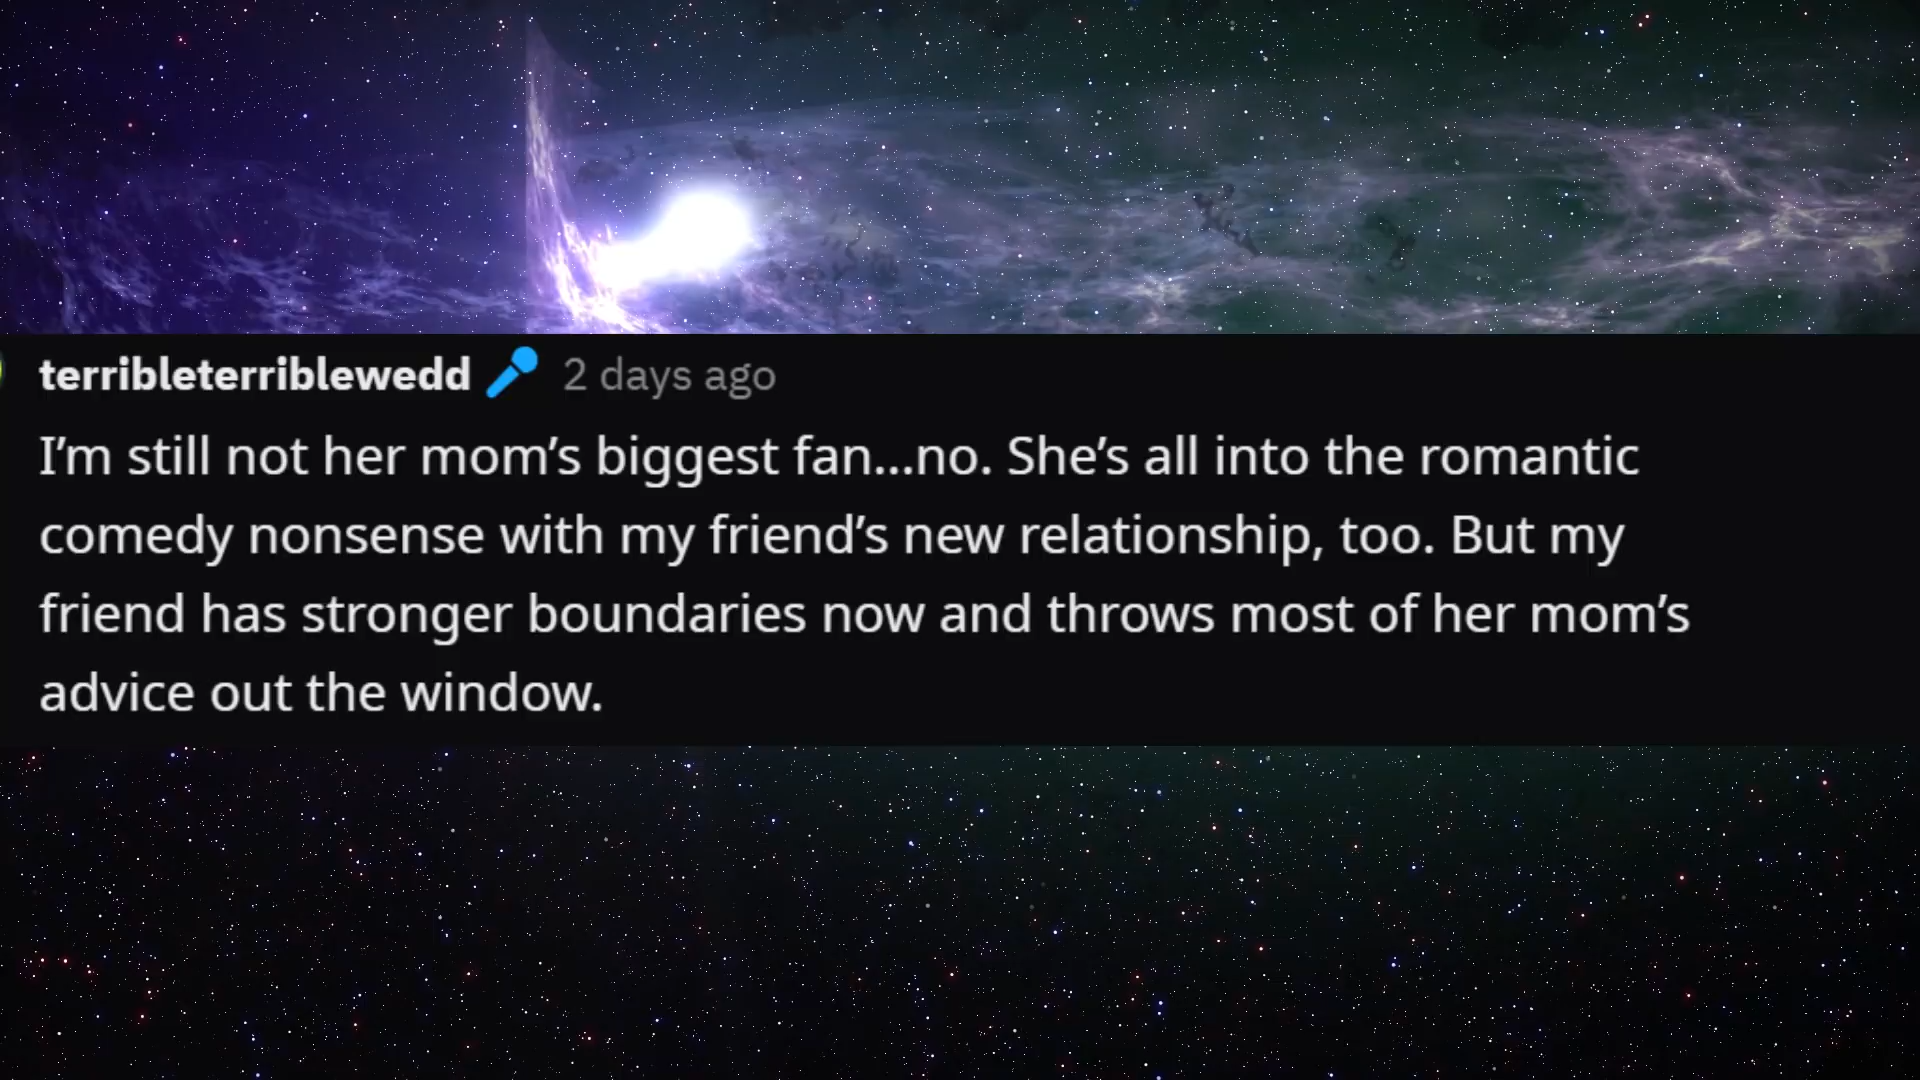 terribleterriblewedd 2 days ago
I’m still not her mom’s biggest fan...no. She’s all into the romantic
comedy nonsense with my friend’s new relationship, too. But my
friend has stronger boundaries now and throws most of her mom’s
advice out the window.